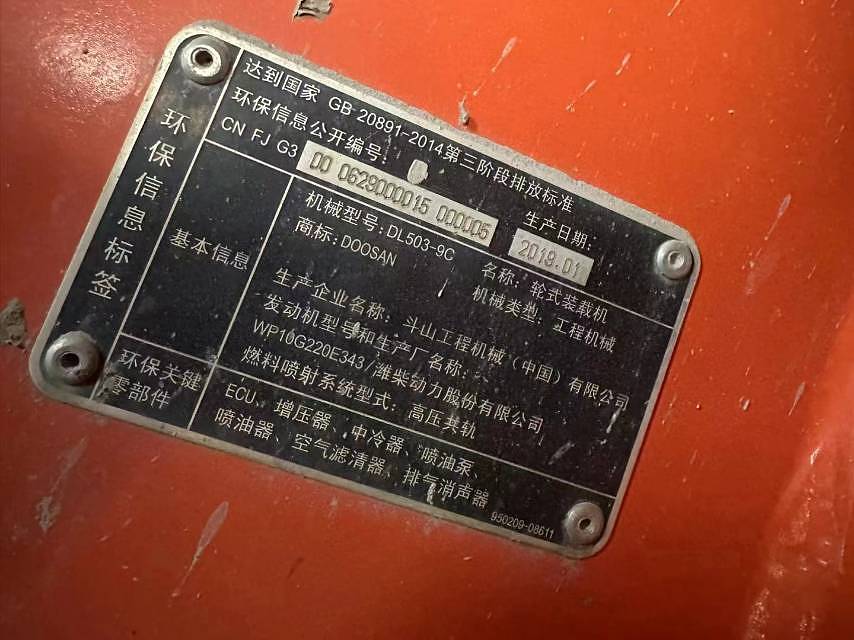 环保信息标签
达到国家 GB 20891-2014第三阶段排放标准
环保信息公开编号: 生产日期:
CN FJ G3 00 0629000015 000005 2019.01
基本信息
机械型号: DL503-9C 名称: 轮式装载机
商标: DOOSAN 机械类型: 工程机械
生产企业名称: 斗山工程机械(中国)有限公司
发动机型号和生产厂名称:
WP10G220E343/潍柴动力股份有限公司
燃料喷射系统型式: 高压共轨
环保关键
零部件
ECU、增压器、中冷器、喷油泵、
喷油器、空气滤清器、排气消声器
950209-08611